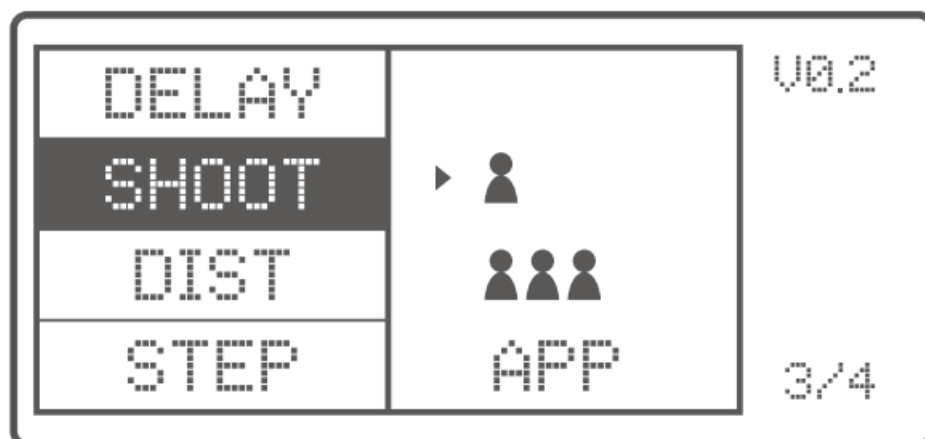 DELAY
SHOOT
DIST
STEP
APP
V0.2
3/4